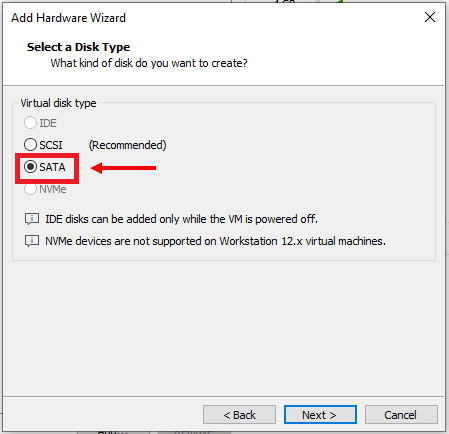 Add Hardware Wizard
Select a Disk Type
What kind of disk do you want to create?
Virtual disk type
IDE
SCSI (Recommended)
SATA
NVMe
IDE disks can be added only while the VM is powered off.
NVMe devices are not supported on Workstation 12.x virtual machines.
< Back Next > Cancel